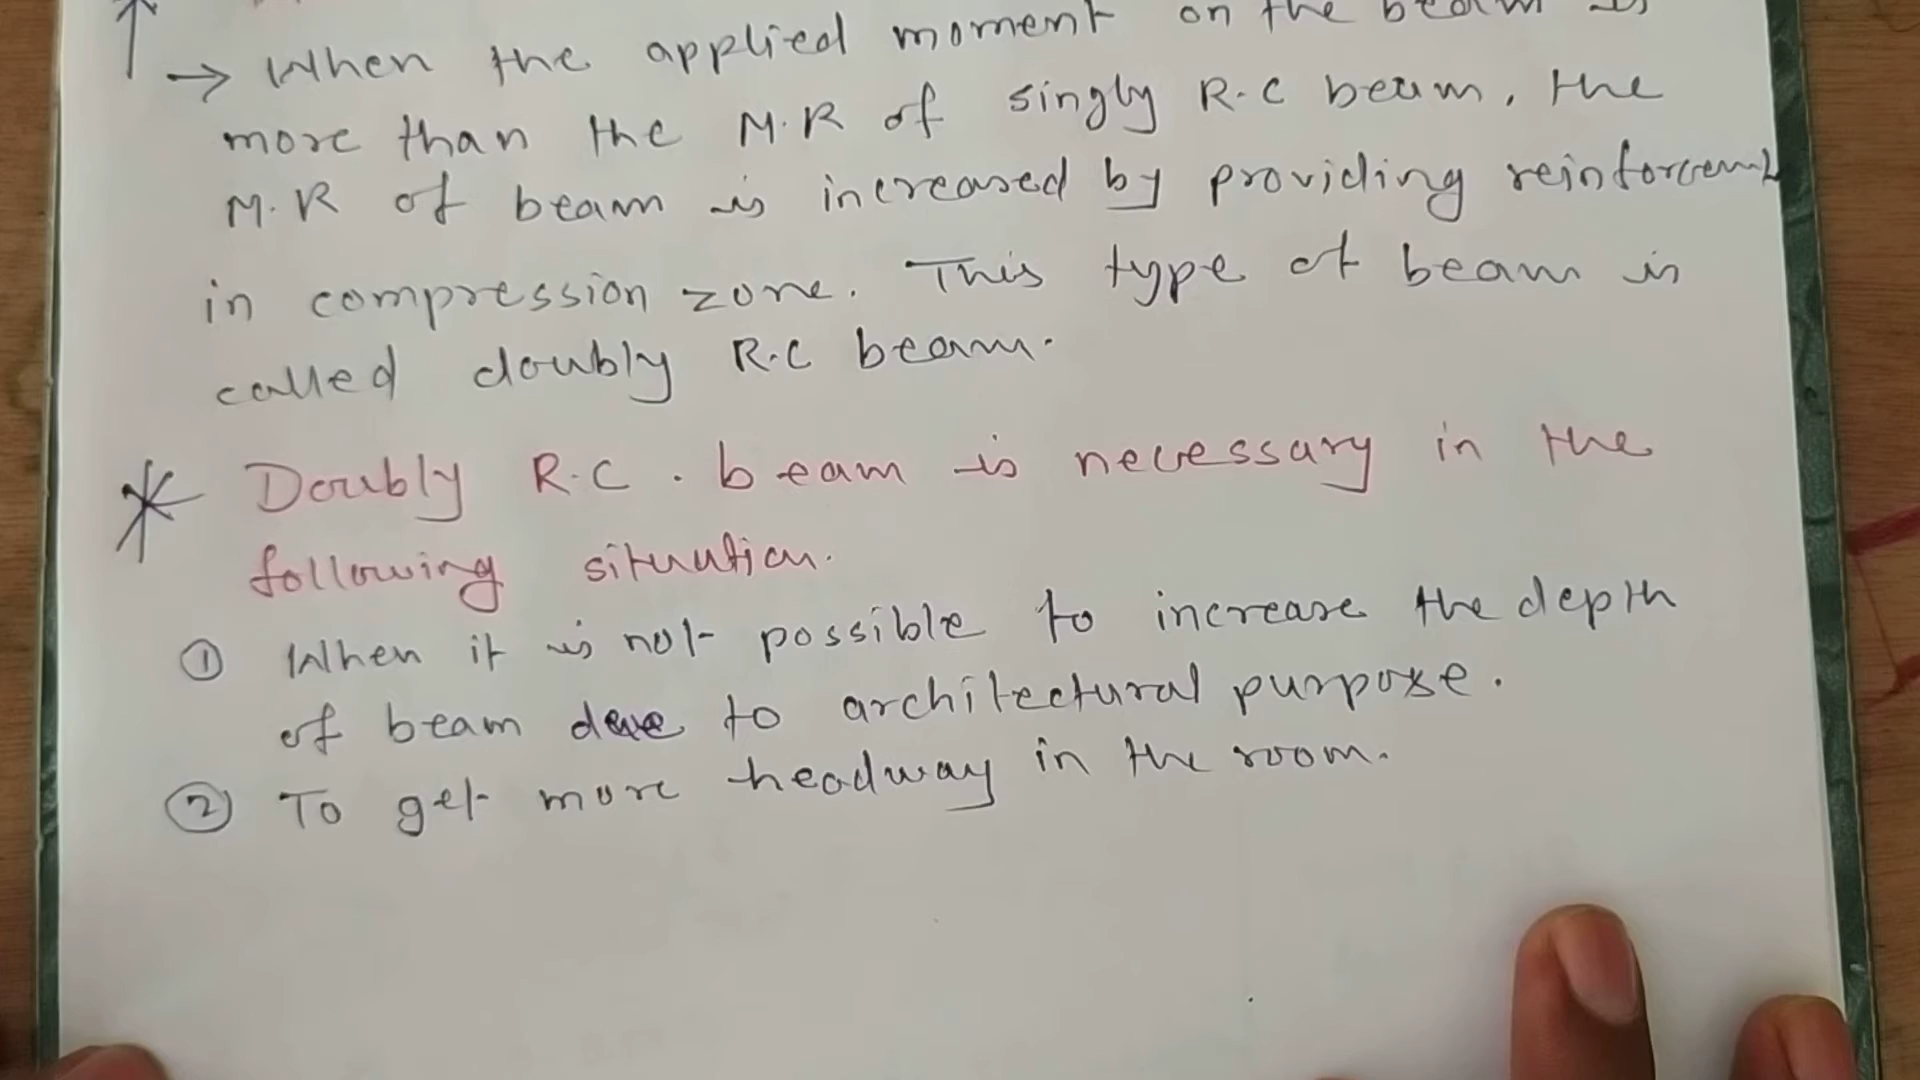 → When the applied moment on the beam is
more than the M.R of singly R.C beam, the
M.R of beam is increased by providing reinforcement
in compression zone. This type of beam is
called doubly R.C beam.
* Doubly R.C. beam is necessary in the
following situation.
① When it is not possible to increase the depth
of beam due to architectural purpose.
② To get more headway in the room.